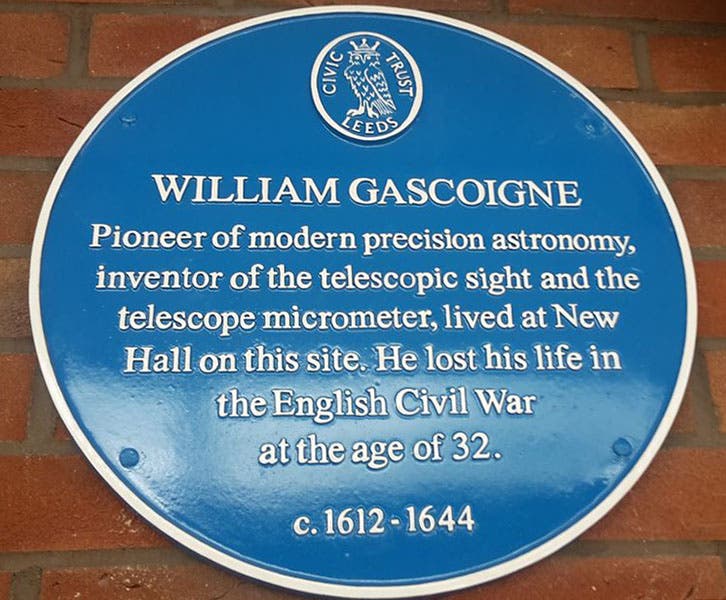 CIVIC TRUST
LEEDS
WILLIAM GASCOIGNE
Pioneer of modern precision astronomy,
inventor of the telescopic sight and the
telescope micrometer, lived at New
Hall on this site. He lost his life in
the English Civil War
at the age of 32.
c. 1612 - 1644